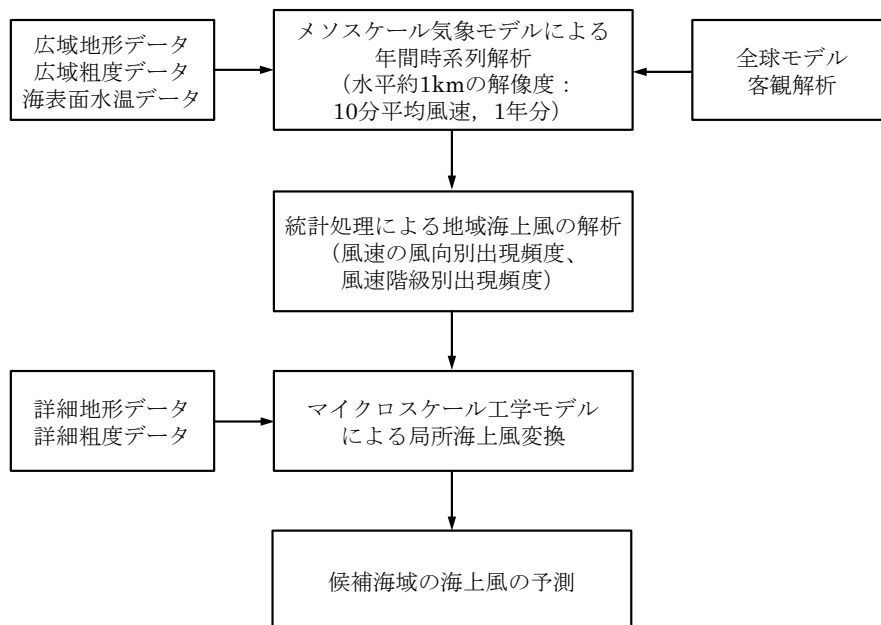 広域地形データ
広域粗度データ
海表面水温データ
メソスケール気象モデルによる
年間時系列解析
（水平約1kmの解像度：
10分平均風速，1年分）
全球モデル
客観解析
統計処理による地域海上風の解析
（風速の風向別出現頻度、
風速階級別出現頻度）
詳細地形データ
詳細粗度データ
マイクロスケール工学モデル
による局所海上風変換
候補海域の海上風の予測